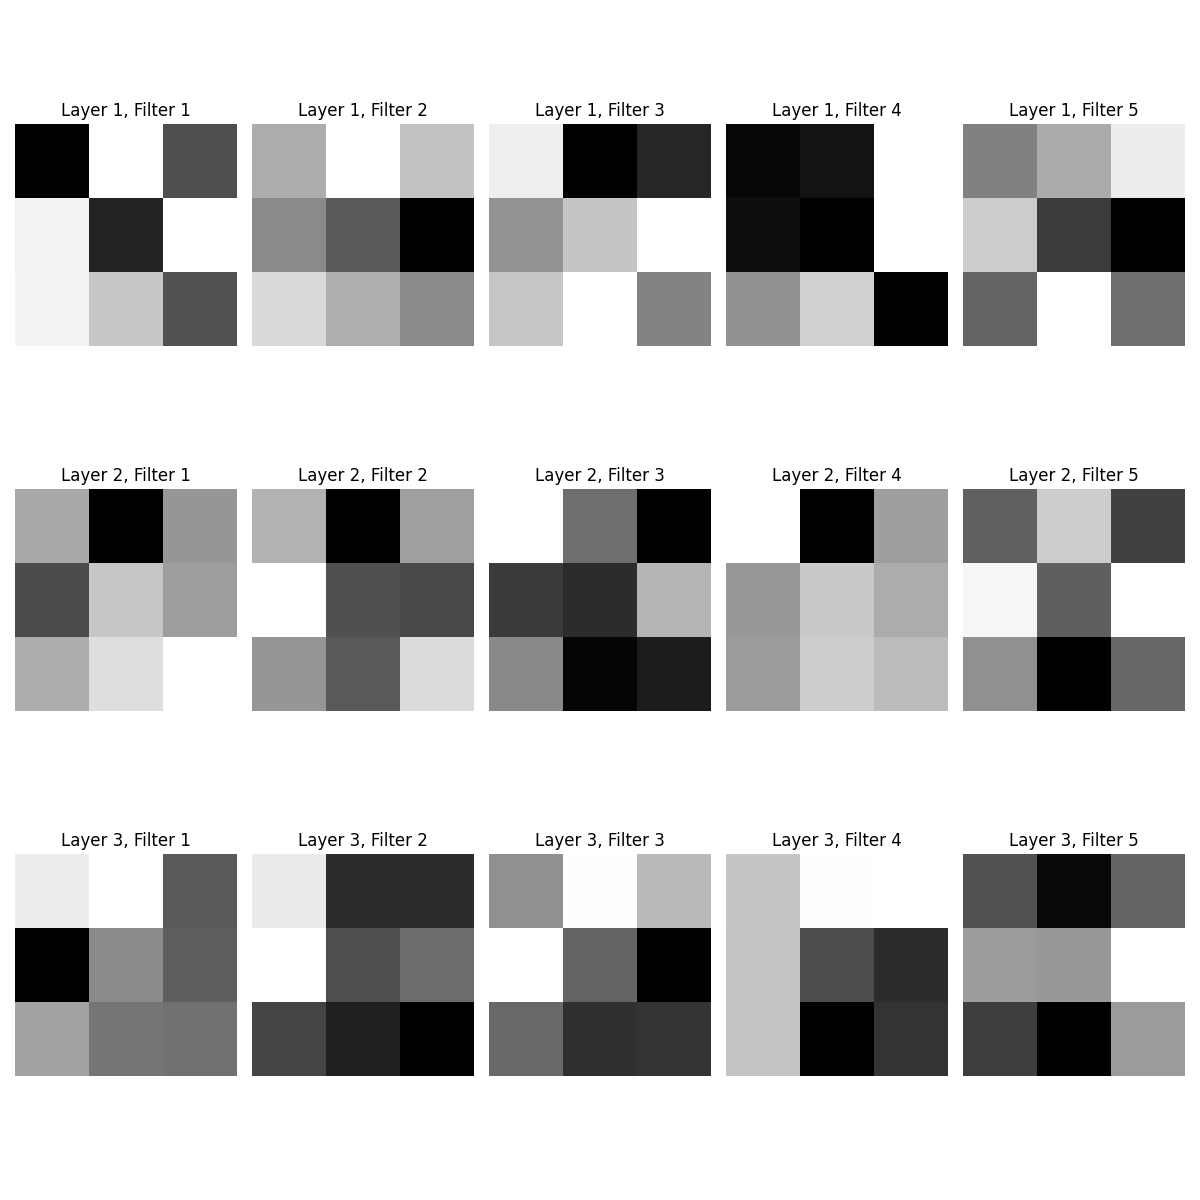 Layer 1, Filter 1
Layer 1, Filter 2
Layer 1, Filter 3
Layer 1, Filter 4
Layer 1, Filter 5
Layer 2, Filter 1
Layer 2, Filter 2
Layer 2, Filter 3
Layer 2, Filter 4
Layer 2, Filter 5
Layer 3, Filter 1
Layer 3, Filter 2
Layer 3, Filter 3
Layer 3, Filter 4
Layer 3, Filter 5